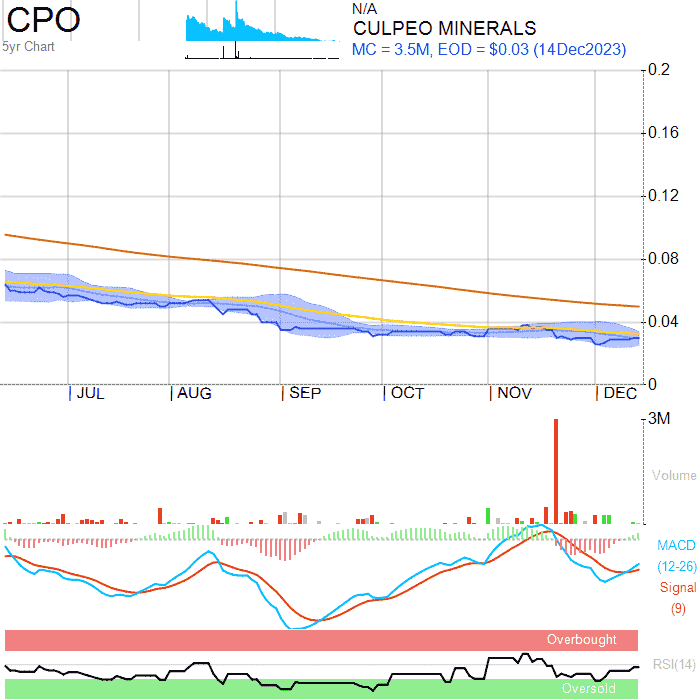 CPO
5yr Chart
N/A
CULPEO MINERALS
MC = 3.5M, EOD = $0.03 (14Dec2023)
0.2
0.16
0.12
0.08
0.04
0
JUL AUG SEP OCT NOV DEC
3M
Volume
MACD
(12-26)
Signal
(9)
Overbought
RSI(14)
Oversold